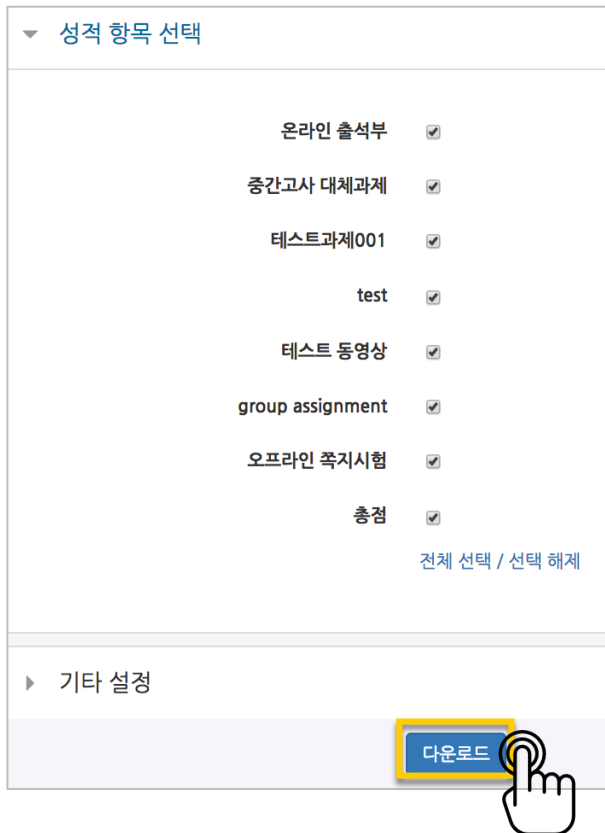 성적 항목 선택
온라인 출석부
중간고사 대체과제
테스트과제001
test
테스트 동영상
group assignment
오프라인 쪽지시험
총점
전체 선택 / 선택 해제
기타 설정
다운로드